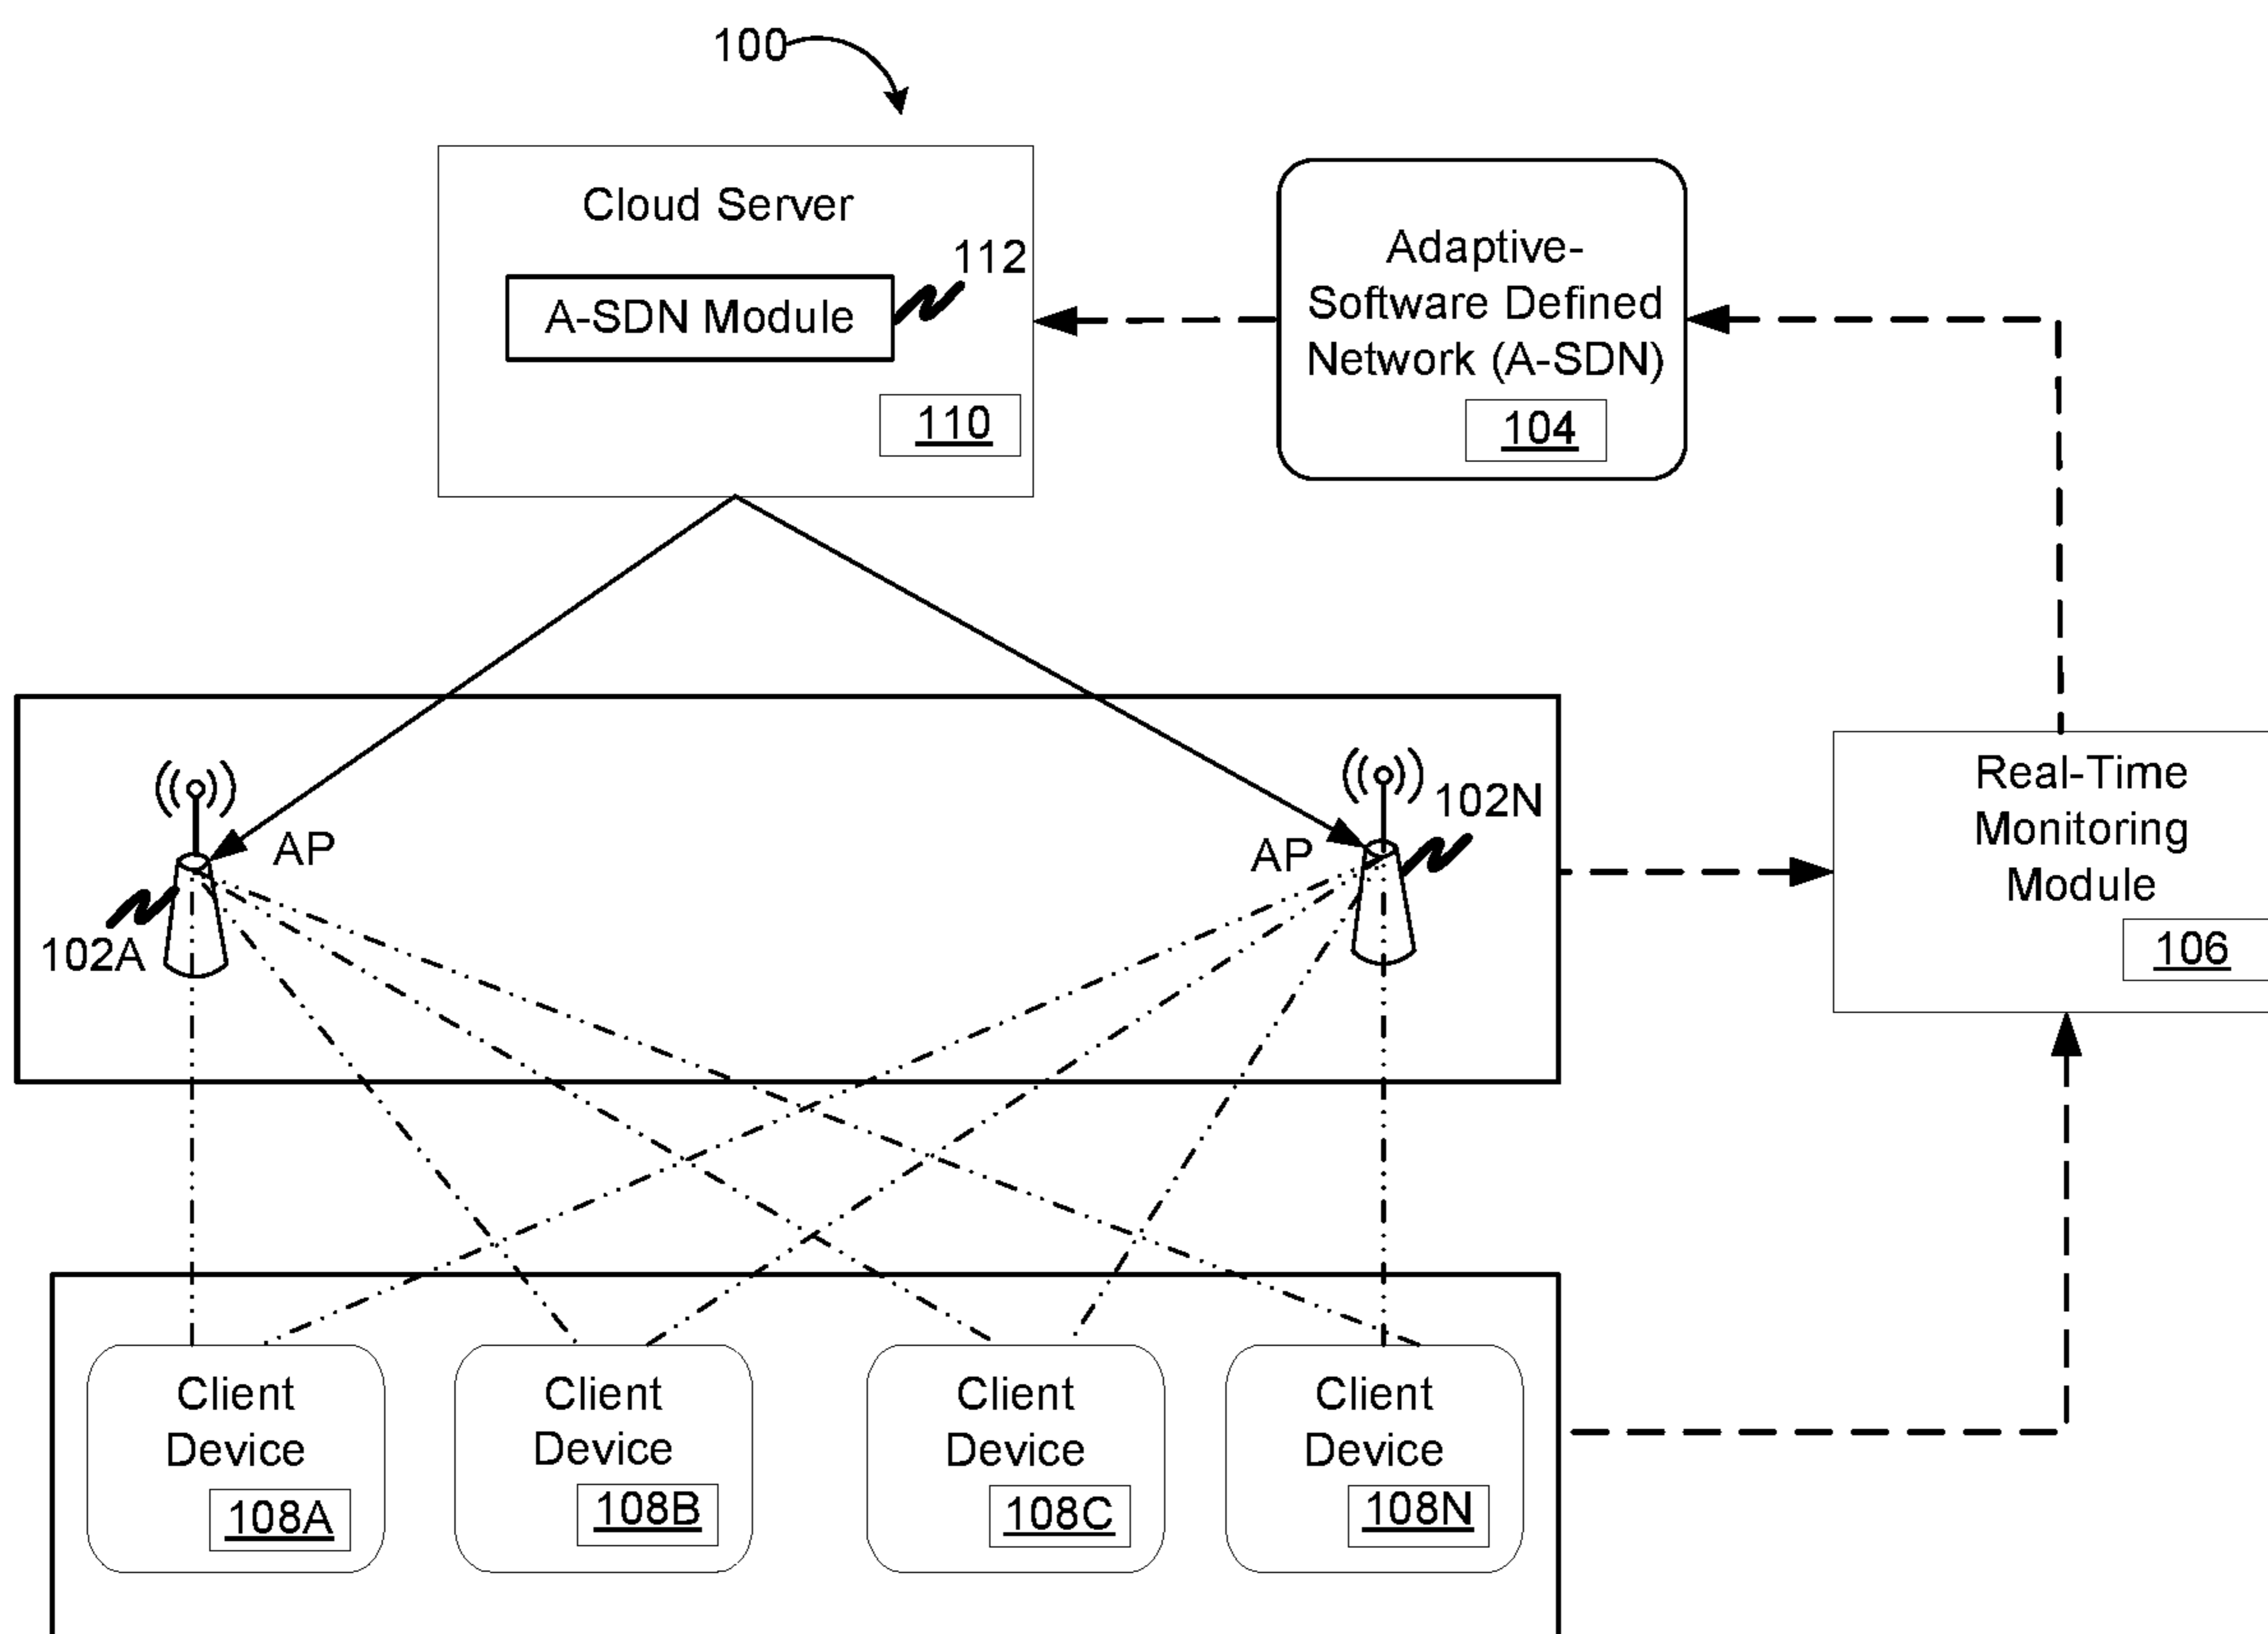 100
Cloud Server
112
A-SDN Module
110
Adaptive-
Software Defined
Network (A-SDN)
104
AP
102A
AP
102N
Real-Time
Monitoring
Module
106
Client
Device
108A
Client
Device
108B
Client
Device
108C
Client
Device
108N